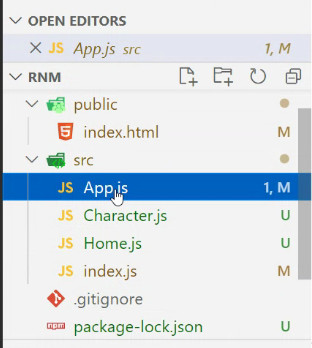 OPEN EDITORS
JS App.js src 1, M
RNM
public
index.html M
src
JS App.js 1, M
JS Character.js U
JS Home.js U
JS index.js M
.gitignore
npm package-lock.json U